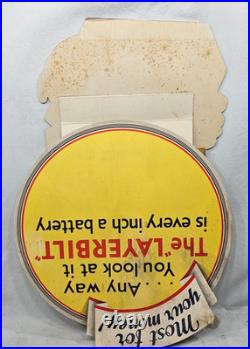 ... Any way
You look at it
The "LAYERBILT"
is every inch a battery
Most for
your money